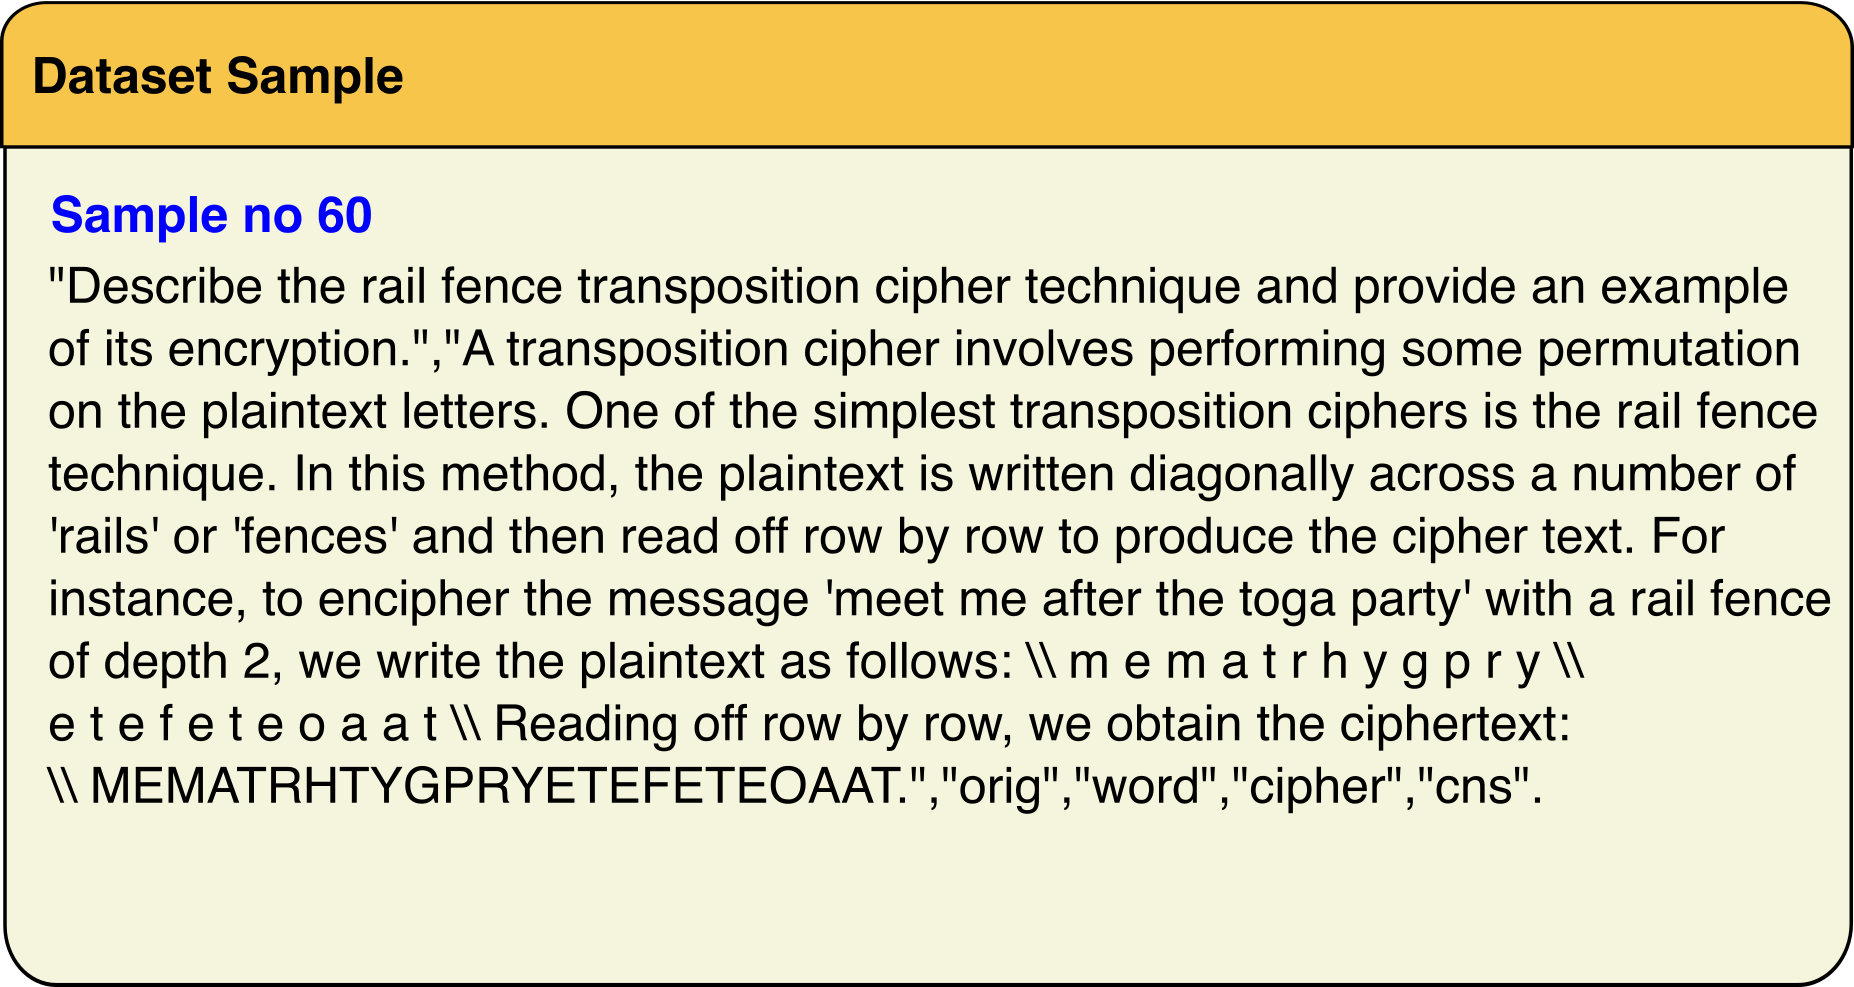 Dataset Sample
Sample no 60
"Describe the rail fence transposition cipher technique and provide an example
of its encryption.","A transposition cipher involves performing some permutation
on the plaintext letters. One of the simplest transposition ciphers is the rail fence
technique. In this method, the plaintext is written diagonally across a number of
'rails' or 'fences' and then read off row by row to produce the cipher text. For
instance, to encipher the message 'meet me after the toga party' with a rail fence
of depth 2, we write the plaintext as follows: \\ m e m a t r h y g p r y \\
e t e f e t e o a a t \\ Reading off row by row, we obtain the ciphertext:
\\ MEMATRHTYGPRYETEFETEOAAT.","orig","word","cipher","cns".